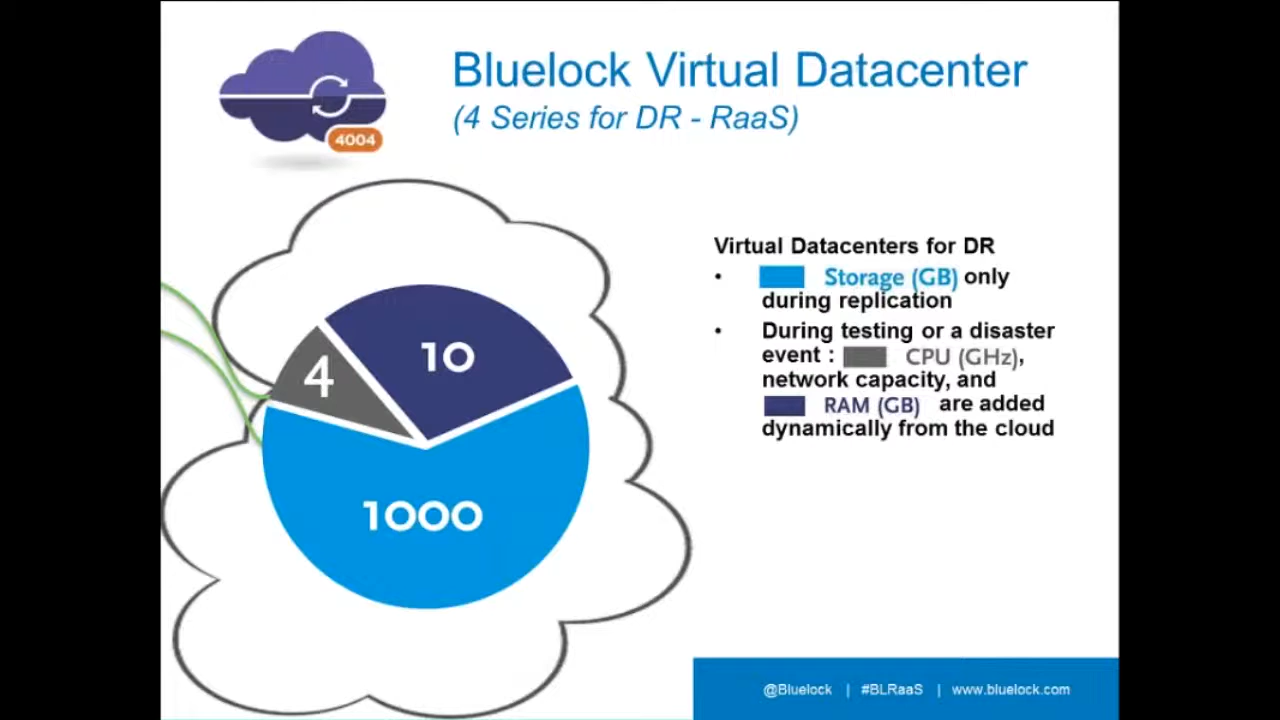 Bluelock Virtual Datacenter
(4 Series for DR - RaaS)
4004
10
4
1000
Virtual Datacenters for DR
• Storage (GB) only
during replication
• During testing or a disaster
event : CPU (GHz),
network capacity, and
RAM (GB) are added
dynamically from the cloud
@Bluelock | #BLRaaS | www.bluelock.com